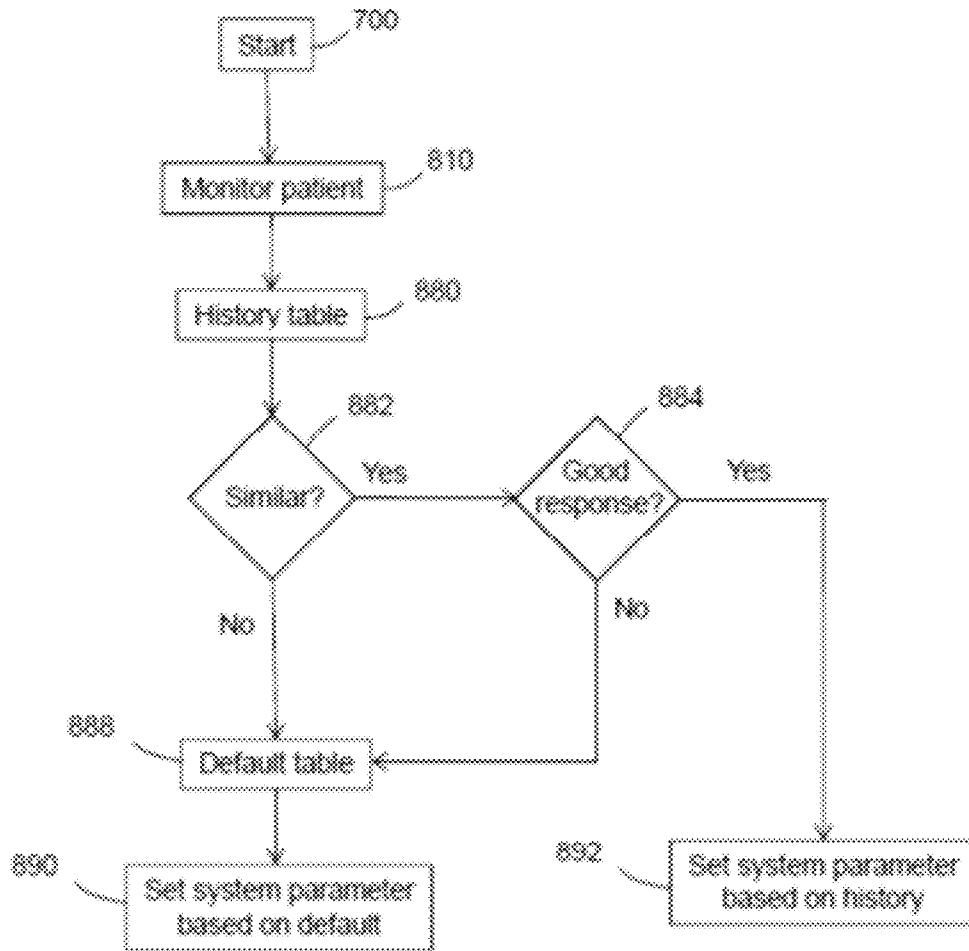 Start
700
Monitor patient
810
History table
880
Similar?
882
Yes
Good
response?
884
Yes
No
No
Default table
888
Set system parameter
based on default
890
Set system parameter
based on history
892